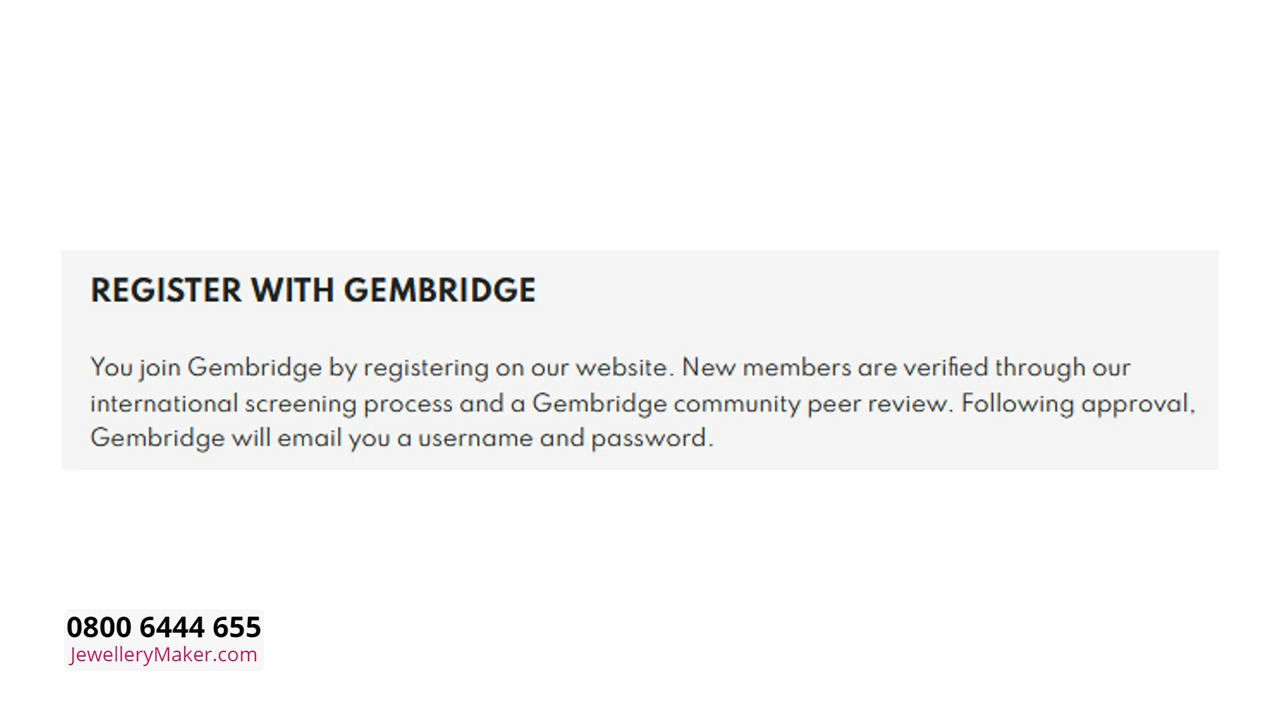 REGISTER WITH GEMBRIDGE
You join Gembridge by registering on our website. New members are verified through our
international screening process and a Gembridge community peer review. Following approval,
Gembridge will email you a username and password.
0800 6444 655
JewelleryMaker.com